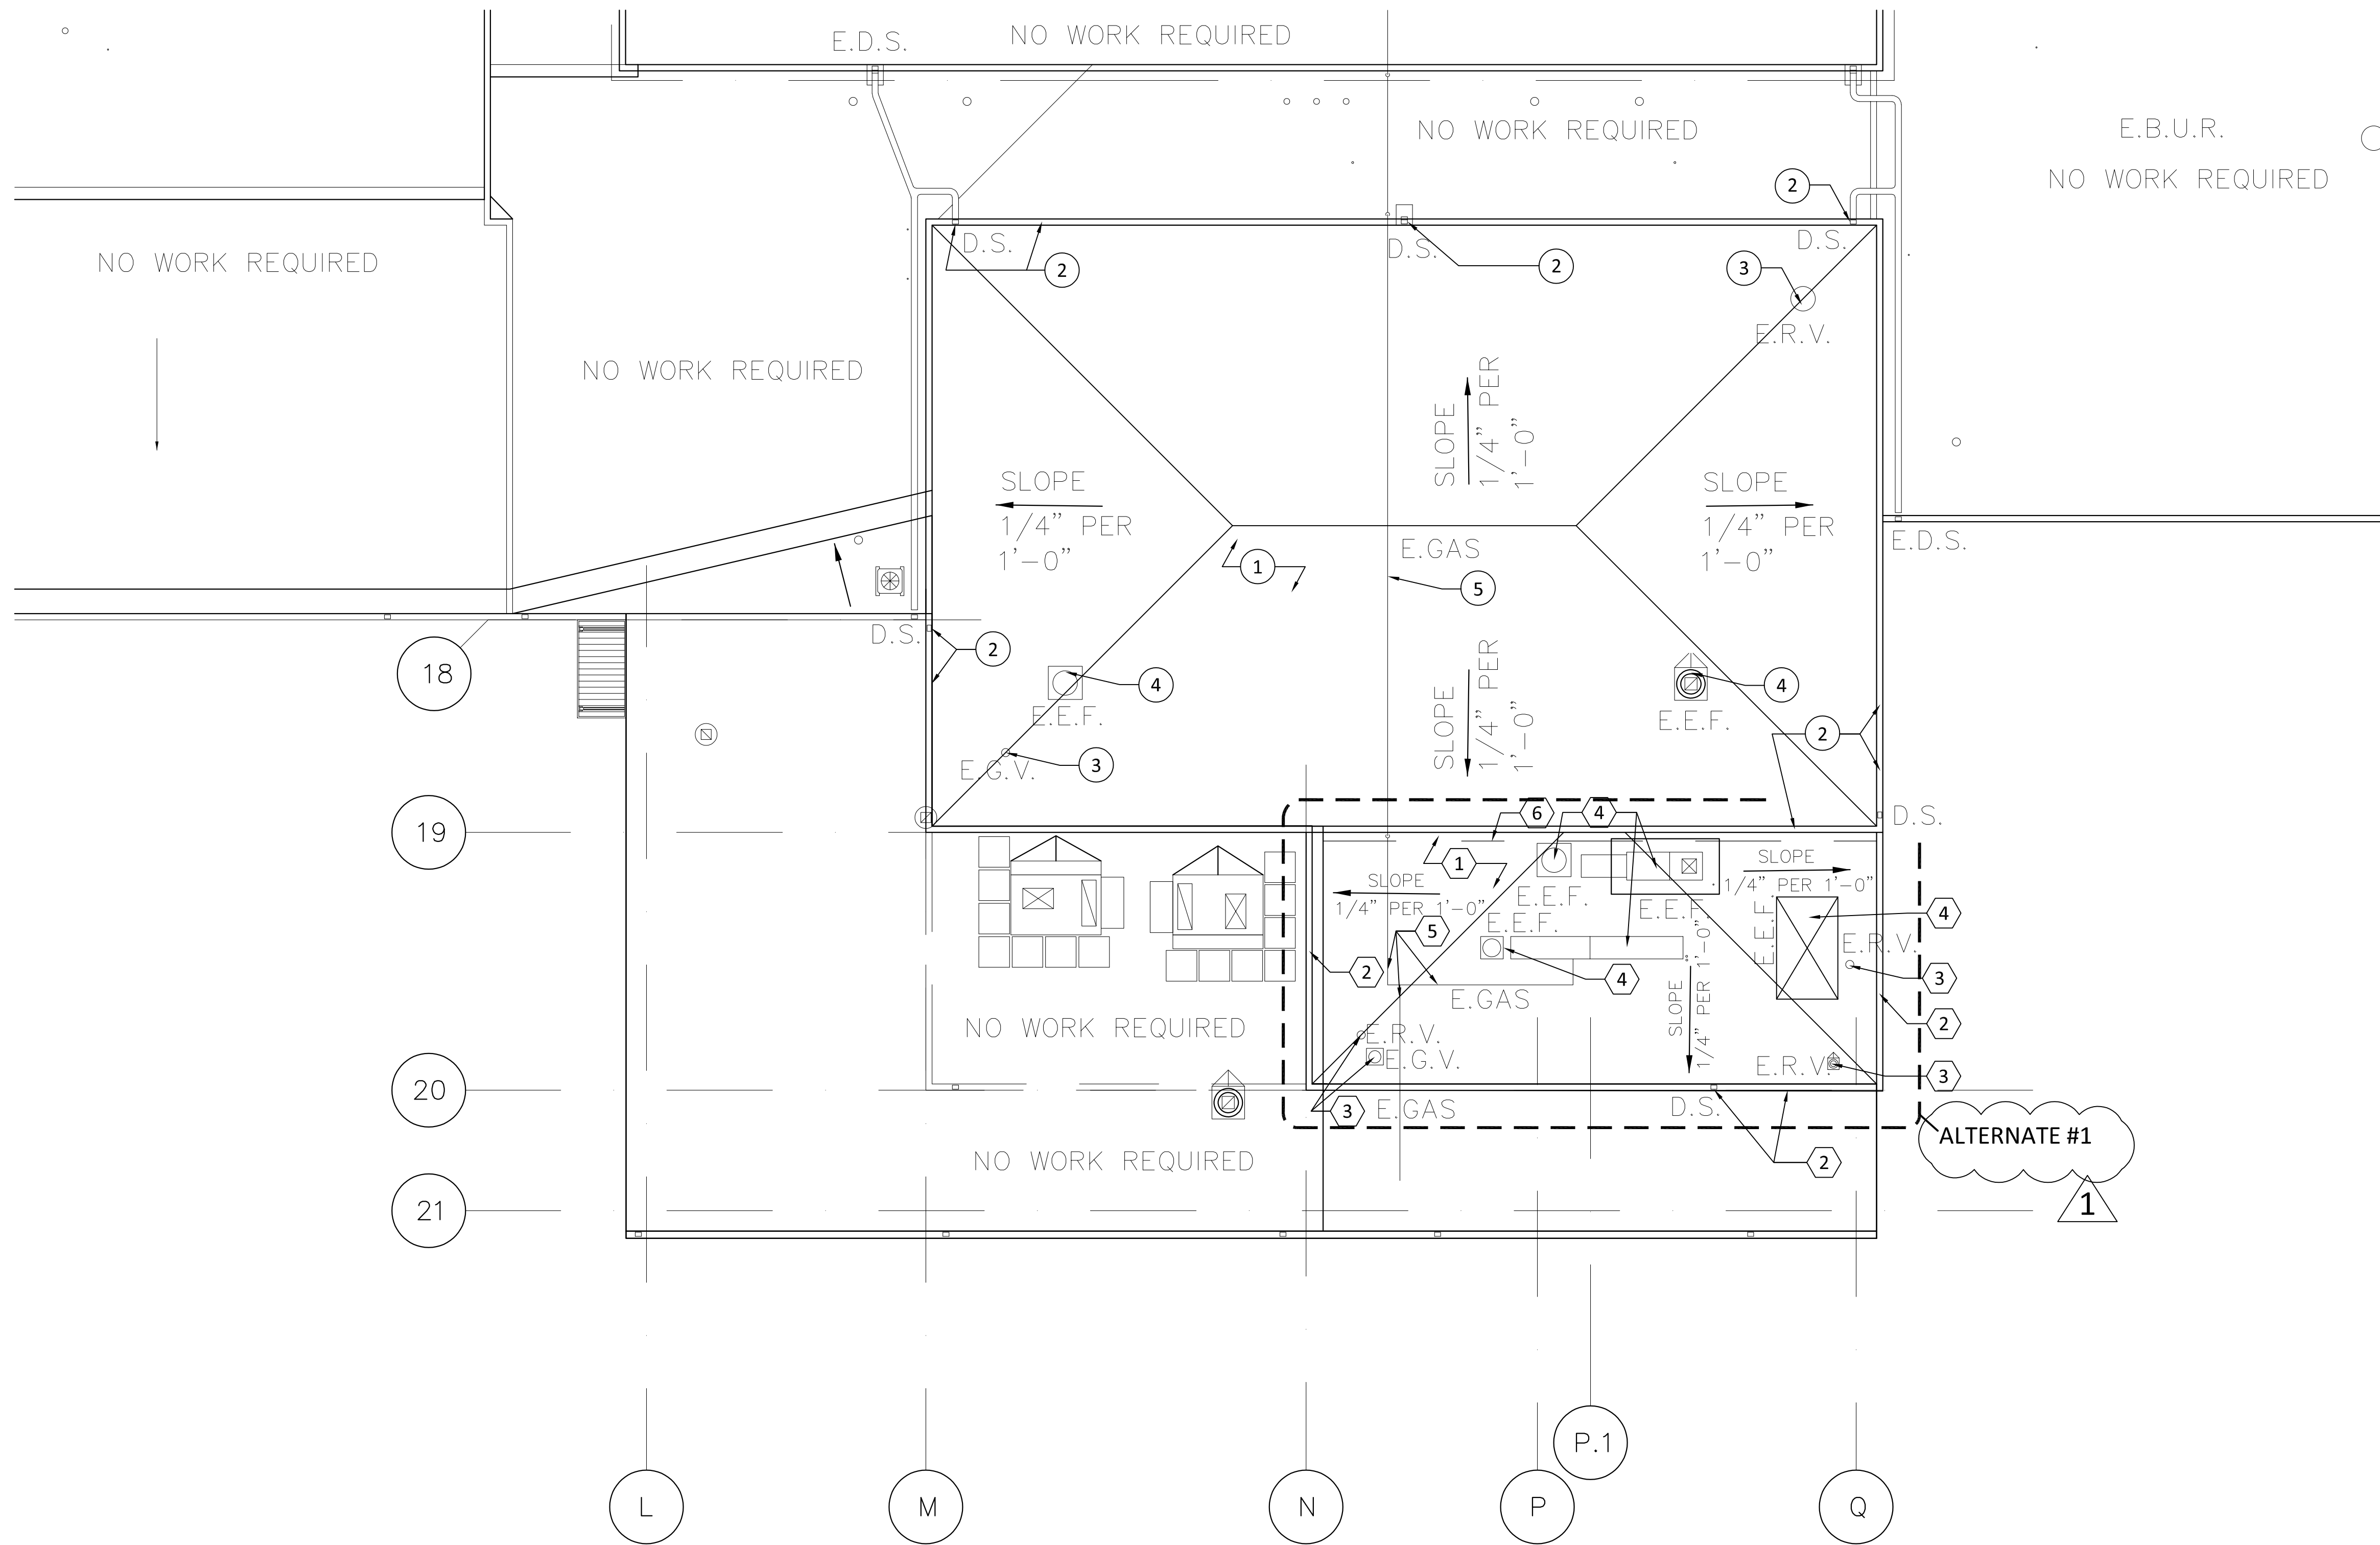 E.D.S.
NO WORK REQUIRED
NO WORK REQUIRED
E.B.U.R.
NO WORK REQUIRED
2
NO WORK REQUIRED
D.S.
2
D.S.
2
D.S.
3
E.R.V.
NO WORK REQUIRED
SLOPE
1/4" PER
1'-0"
SLOPE
1/4" PER
1'-0"
SLOPE
1/4" PER
1'-0"
E.GAS
1
5
E.D.S.
D.S.
2
18
4
E.E.F.
SLOPE
1/4" PER
1'-0"
4
E.E.F.
2
E.G.V.
3
19
6
4
D.S.
1
SLOPE
1/4" PER 1'-0"
SLOPE
1/4" PER 1'-0"
E.E.F.
E.E.F.
E.E.F.
E.E.F.
4
5
E.R.V.
2
4
3
E.GAS
SLOPE
1/4" PER 1'-0"
2
NO WORK REQUIRED
E.R.V.
E.G.V.
E.R.V.
3
20
3
E.GAS
D.S.
ALTERNATE #1
NO WORK REQUIRED
2
21
1
P.1
L
M
N
P
Q